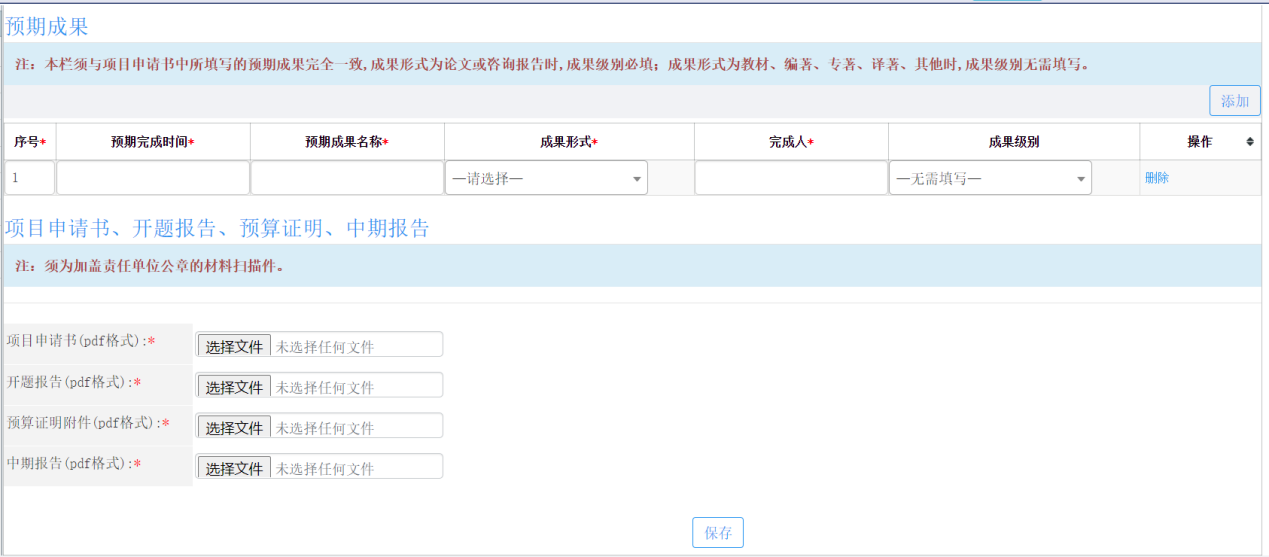 预期成果
注：本栏须与项目申请书中所填写的预期成果完全一致,成果形式为论文或咨询报告时,成果级别必填；成果形式为教材、编著、专著、译著、其他时,成果级别无需填写。
添加
序号* 预期完成时间* 预期成果名称* 成果形式* 完成人* 成果级别 操作
1 —请选择— —无需填写— 删除
项目申请书、开题报告、预算证明、中期报告
注：须为加盖责任单位公章的材料扫描件。
项目申请书(pdf格式):* 选择文件 未选择任何文件
开题报告(pdf格式):* 选择文件 未选择任何文件
预算证明附件(pdf格式):* 选择文件 未选择任何文件
中期报告(pdf格式):* 选择文件 未选择任何文件
保存